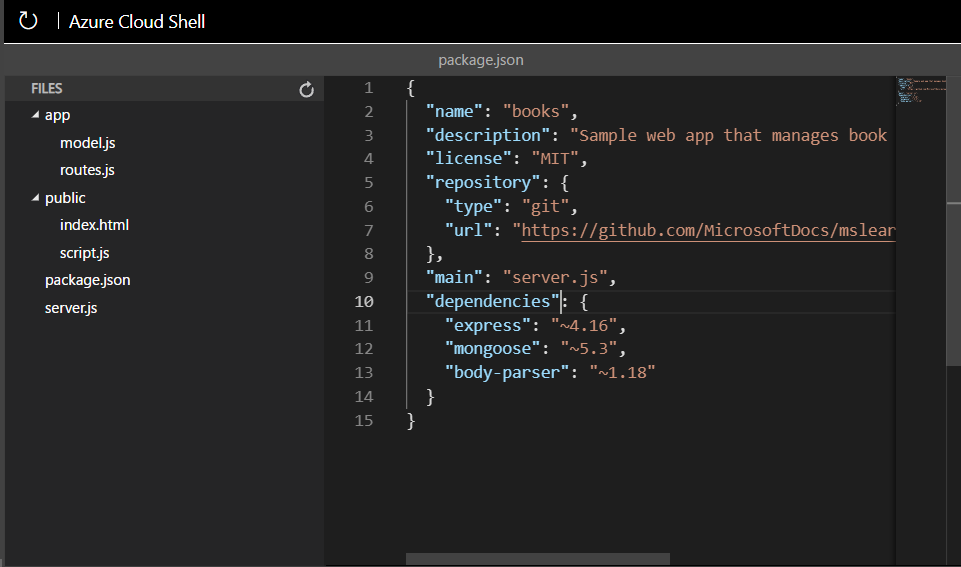 Azure Cloud Shell
package.json
FILES
app
model.js
routes.js
public
index.html
script.js
package.json
server.js
1 {
2 "name": "books",
3 "description": "Sample web app that manages book
4 "license": "MIT",
5 "repository": {
6 "type": "git",
7 "url": "https://github.com/MicrosoftDocs/mslear
8 },
9 "main": "server.js",
10 "dependencies": {
11 "express": "~4.16",
12 "mongoose": "~5.3",
13 "body-parser": "~1.18"
14 }
15 }